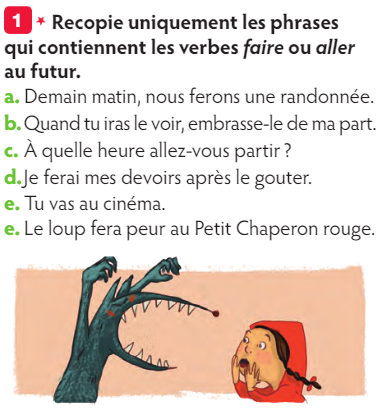 1 * Recopie uniquement les phrases
qui contiennent les verbes faire ou aller
au futur.
a. Demain matin, nous ferons une randonnée.
b. Quand tu iras le voir, embrasse-le de ma part.
c. À quelle heure allez-vous partir ?
d. Je ferai mes devoirs après le gouter.
e. Tu vas au cinéma.
e. Le loup fera peur au Petit Chaperon rouge.